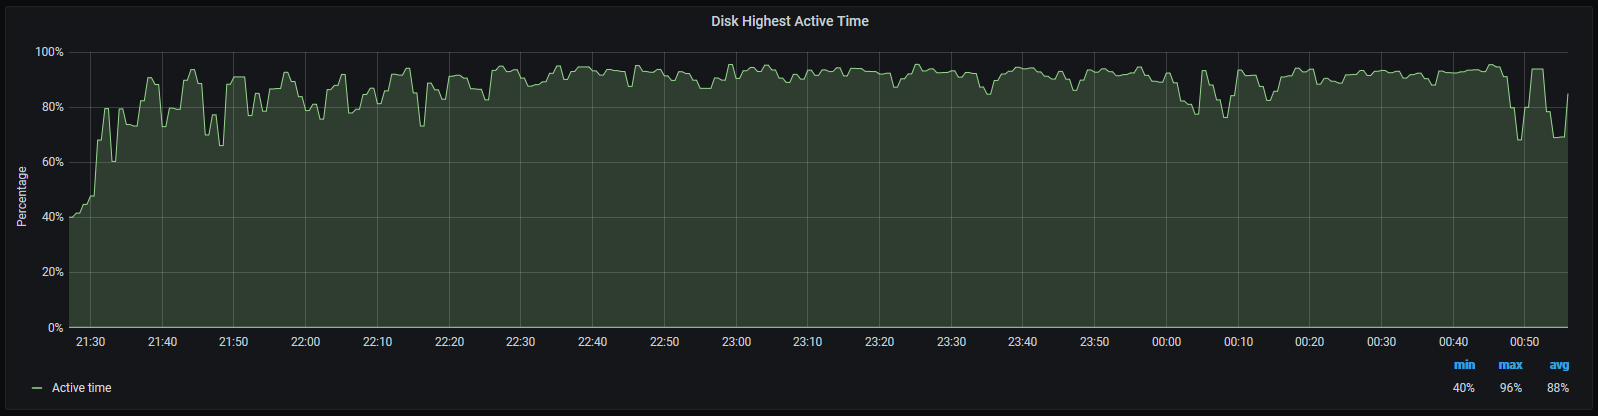 Disk Highest Active Time
Percentage
100%
80%
60%
40%
20%
0%
21:30 21:40 21:50 22:00 22:10 22:20 22:30 22:40 22:50 23:00 23:10 23:20 23:30 23:40 23:50 00:00 00:10 00:20 00:30 00:40 00:50
min max avg
Active time 40% 96% 88%